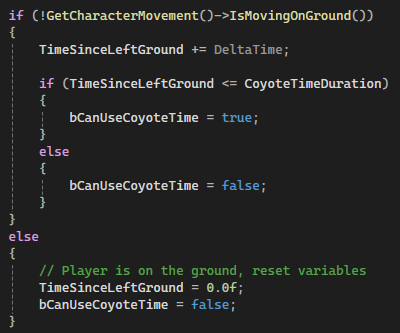 if (!GetCharacterMovement()->IsMovingOnGround())
{
TimeSinceLeftGround += DeltaTime;
if (TimeSinceLeftGround <= CoyoteTimeDuration)
{
bCanUseCoyoteTime = true;
}
else
{
bCanUseCoyoteTime = false;
}
}
else
{
// Player is on the ground, reset variables
TimeSinceLeftGround = 0.0f;
bCanUseCoyoteTime = false;
}